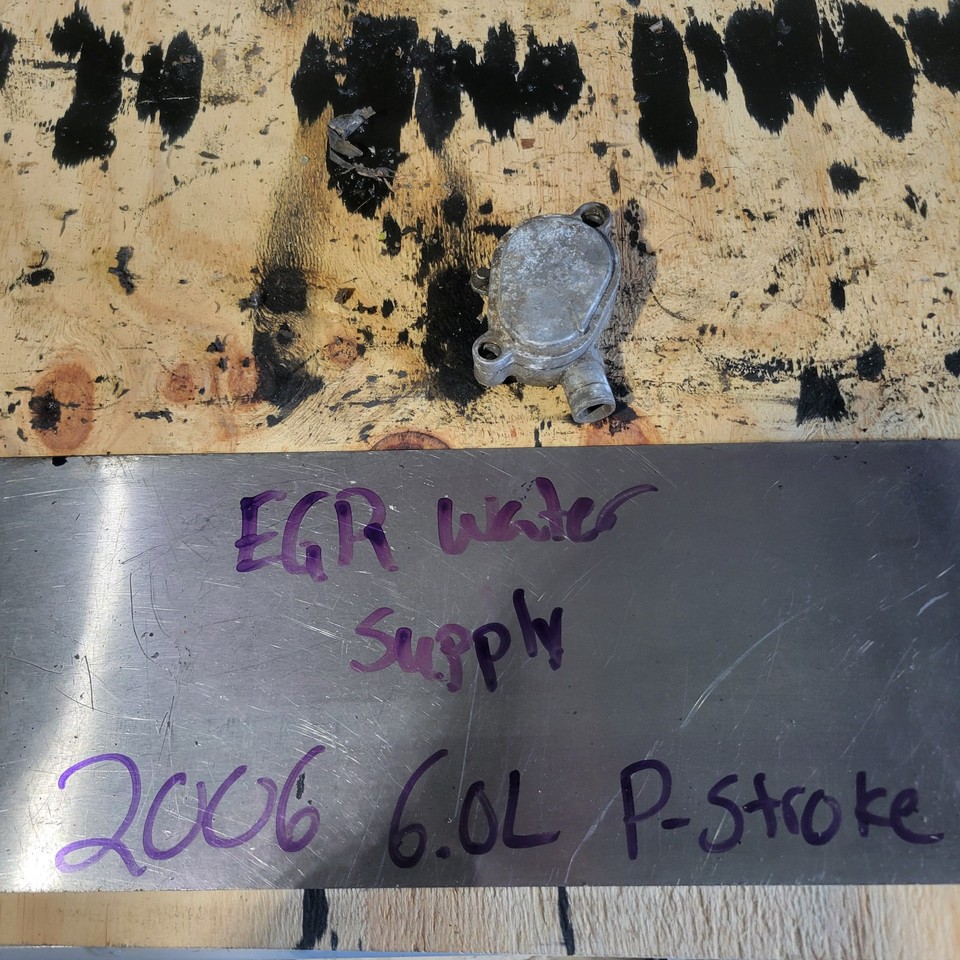 EGR water
Supply
2006 6.0L P-Stroke